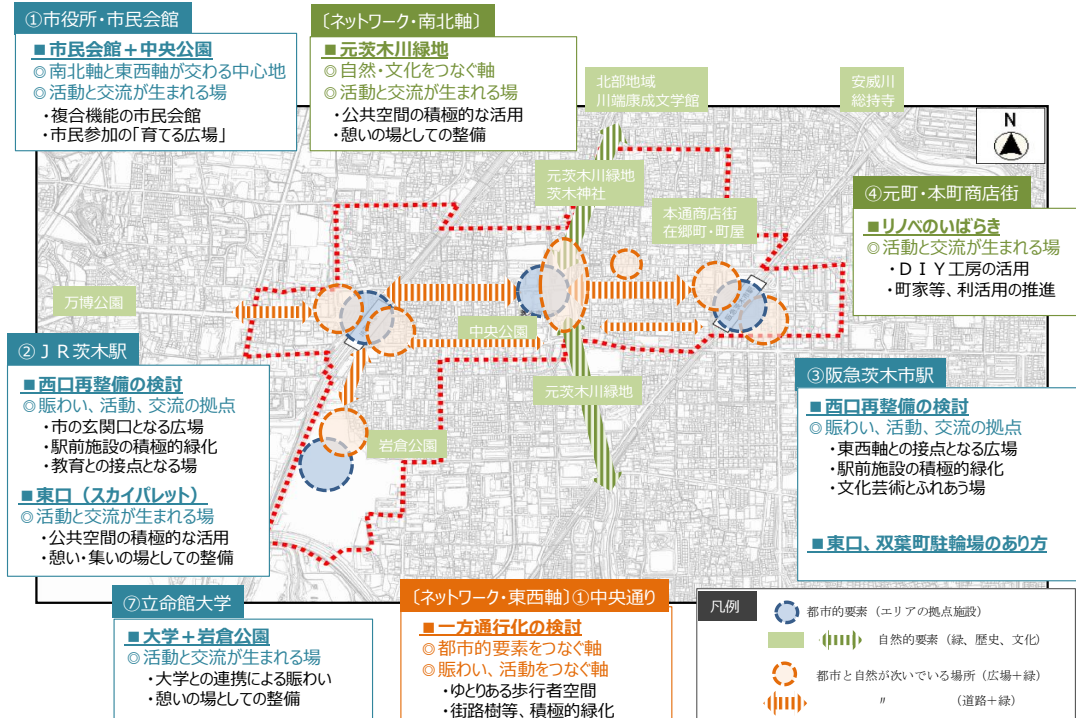 ①市役所・市民会館
■市民会館＋中央公園
◎南北軸と東西軸が交わる中心地
◎活動と交流が生まれる場
・複合機能の市民会館
・市民参加の「育てる広場」
〔ネットワーク・南北軸〕
■元茨木川緑地
◎自然・文化をつなぐ軸
◎活動と交流が生まれる場
・公共空間の積極的な活用
・憩いの場としての整備
北部地域
川端康成文学館
安威川
総持寺
N
元茨木川緑地
茨木神社
本通商店街
在郷町・町屋
④元町・本町商店街
■リノベのいばらき
◎活動と交流が生まれる場
・ＤＩＹ工房の活用
・町家等、利活用の推進
万博公園
中央公園
元茨木川緑地
岩倉公園
②ＪＲ茨木駅
■西口再整備の検討
◎賑わい、活動、交流の拠点
・市の玄関口となる広場
・駅前施設の積極的緑化
・教育との接点となる場
■東口（スカイパレット）
◎活動と交流が生まれる場
・公共空間の積極的な活用
・憩い・集いの場としての整備
③阪急茨木市駅
■西口再整備の検討
◎賑わい、活動、交流の拠点
・東西軸との接点となる広場
・駅前施設の積極的緑化
・文化芸術とふれあう場
■東口、双葉町駐輪場のあり方
⑦立命館大学
■大学＋岩倉公園
◎活動と交流が生まれる場
・大学との連携による賑わい
・憩いの場としての整備
〔ネットワーク・東西軸〕①中央通り
■一方通行化の検討
◎都市的要素をつなぐ軸
◎賑わい、活動をつなぐ軸
・ゆとりある歩行者空間
・街路樹等、積極的緑化
凡例
都市的要素（エリアの拠点施設）
自然的要素（緑、歴史、文化）
都市と自然が次いでいる場所（広場＋緑）
〃 （道路＋緑）